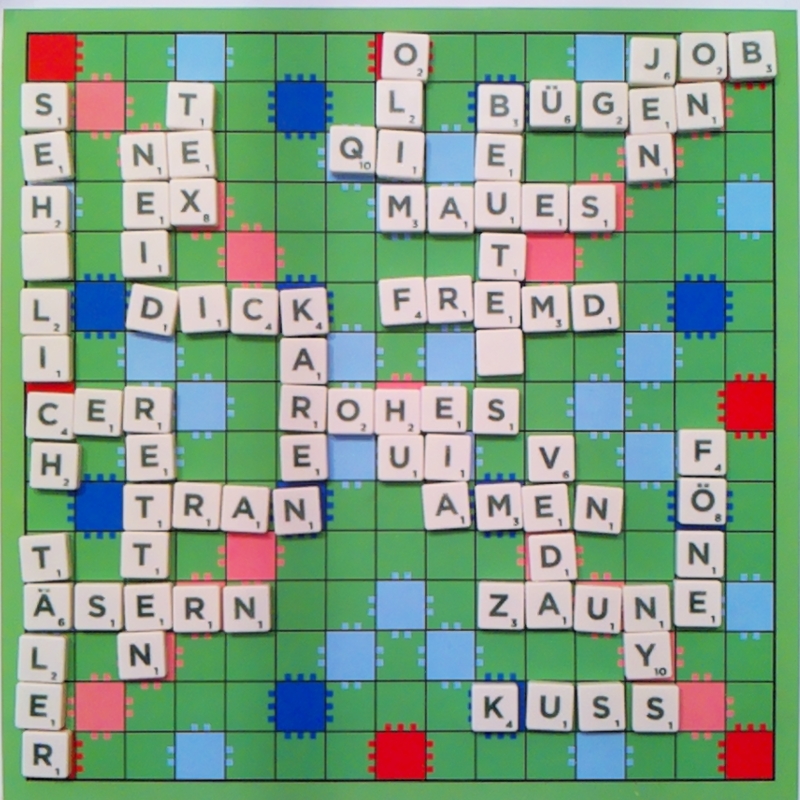 O JOB
S T L BÜGEN
E NE QI E N
H EX MAUES
I T
L DICK FREMD
I A
CER ROHES
H E E UI V F
TRAN AMEN Ö
T T D N
ÄSERN ZAUNE
L N Y
E KUSS
R